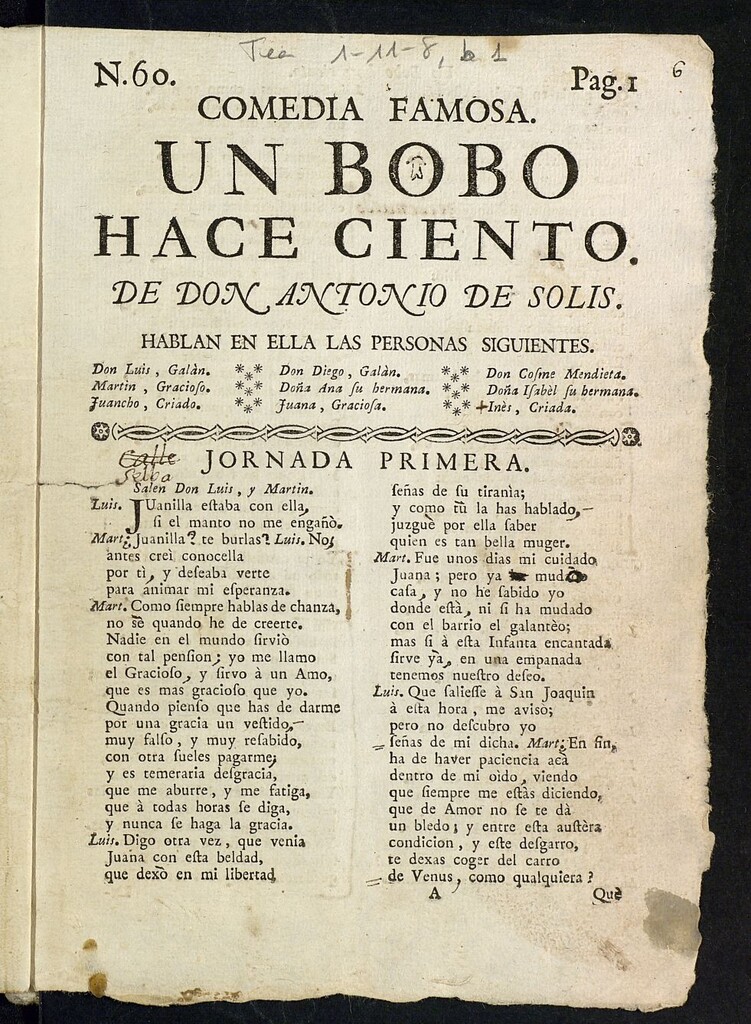 Tea 1-11-8, b 1
6
N.60.
Pag.1
COMEDIA FAMOSA.
UN BOBO
HACE CIENTO.
DE DON ANTONIO DE SOLIS.
HABLAN EN ELLA LAS PERSONAS SIGUIENTES.
Don Luis, Galàn. Don Diego, Galàn. Don Coſme Mendieta.
Martin, Gracioſo. Doña Ana ſu hermana. Doña Iſabèl ſu hermana.
Juancho, Criado. Juana, Gracioſa. +Inès, Criada.
Calle
Selva
JORNADA PRIMERA.
Salen Don Luis, y Martin.
Luis. JUanilla eſtaba con ella,
ſi el manto no me engañò.
Mart. Juanilla? te burlas? Luis. No,
antes creì conocella
por tì, y deſeaba verte
para animar mi eſperanza.
Mart. Como ſiempre hablas de chanza,
no sè quando he de creerte.
Nadie en el mundo ſirviò
con tal penſion; yo me llamo
el Gracioſo, y ſirvo à un Amo,
que es mas gracioſo que yo.
Quando pienſo que has de darme
por una gracia un veſtido,
muy falſo, y muy reſabido,
con otra ſueles pagarme;
y es temeraria deſgracia,
que me aburre, y me fatiga,
que à todas horas ſe diga,
y nunca ſe haga la gracia.
Luis. Digo otra vez, que venia
Juana con eſta beldad,
que dexò en mi libertad
ſeñas de ſu tiranìa;
y como tù la has hablado,
juzguè por ella ſaber
quien es tan bella muger.
Mart. Fue unos dias mi cuidado
Juana; pero ya mudado
caſa, y no he ſabido yo
donde eſtà, ni ſi ha mudado
con el barrio el galantèo;
mas ſi à eſta Infanta encantada
ſirve yà, en una empanada
tenemos nueſtro deſeo.
Luis. Que ſalieſſe à San Joaquin
à eſta hora, me aviſò;
pero no deſcubro yo
ſeñas de mi dicha. Mart. En fin,
ha de haver paciencia acà
dentro de mi oìdo, viendo
que ſiempre me eſtàs diciendo,
que de Amor no ſe te dà
un bledo; y entre eſta auſtèra
condicion, y eſte deſgarro,
te dexas coger del carro
de Venus, como qualquiera?
A
Què